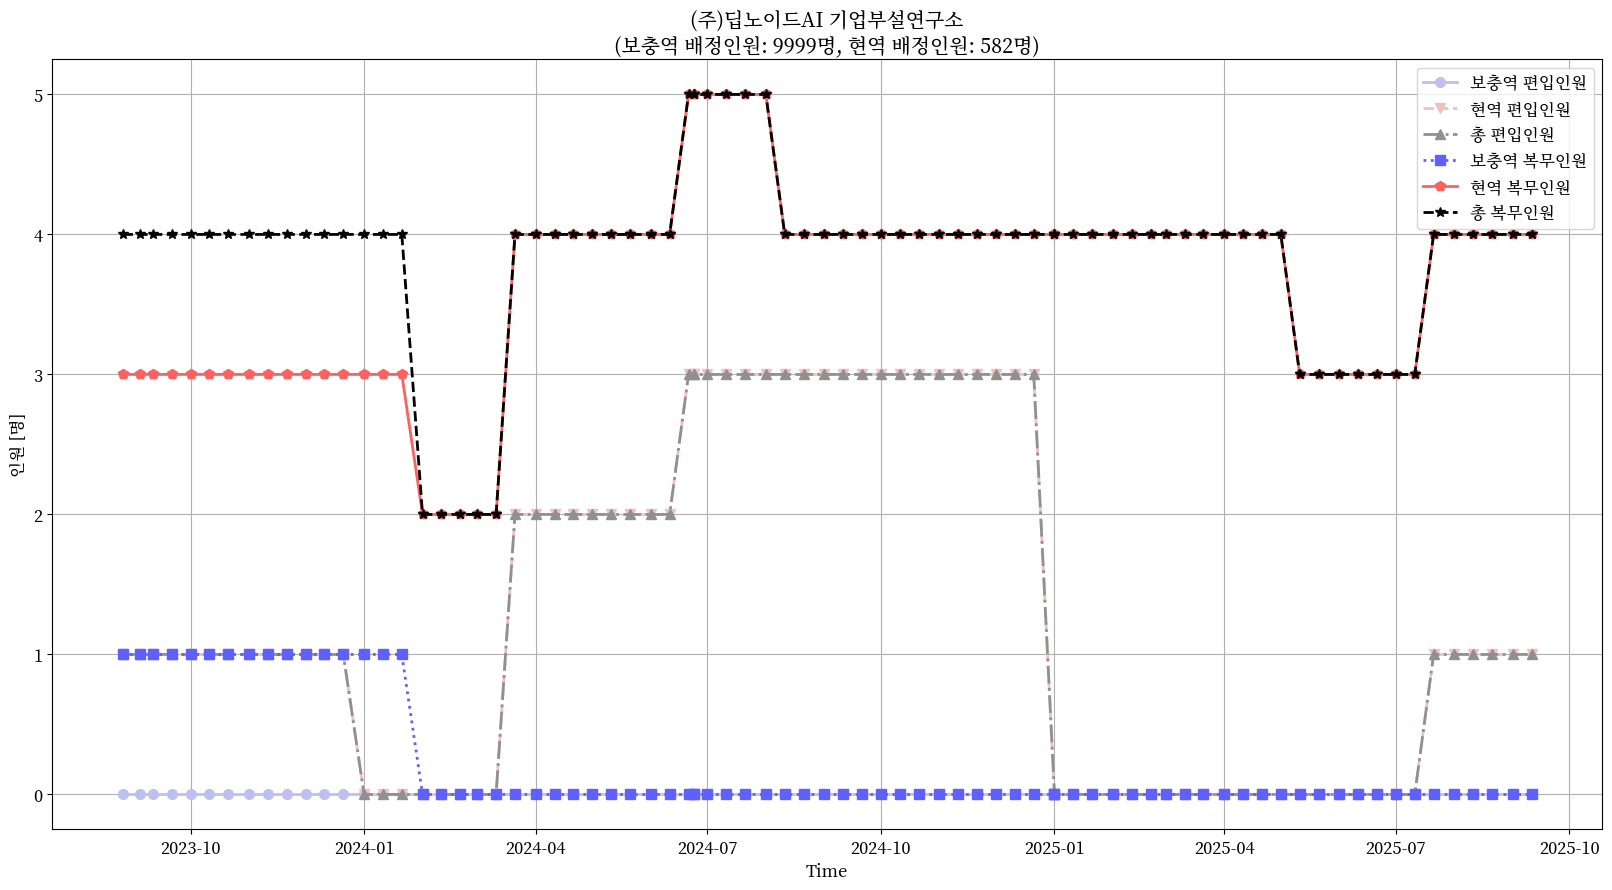 (주)딥노이드AI 기업부설연구소
(보충역 배정인원: 9999명, 현역 배정인원: 582명)
보충역 편입인원
현역 편입인원
총 편입인원
보충역 복무인원
현역 복무인원
총 복무인원
인원 [명]
5
4
3
2
1
0
2023-10 2024-01 2024-04 2024-07 2024-10 2025-01 2025-04 2025-07 2025-10
Time